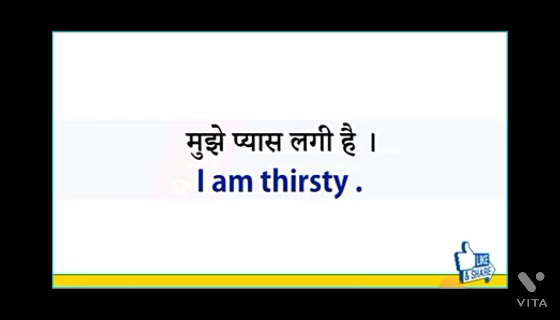 मुझे प्यास लगी है ।
I am thirsty .
LIKE
& SHARE
VITA